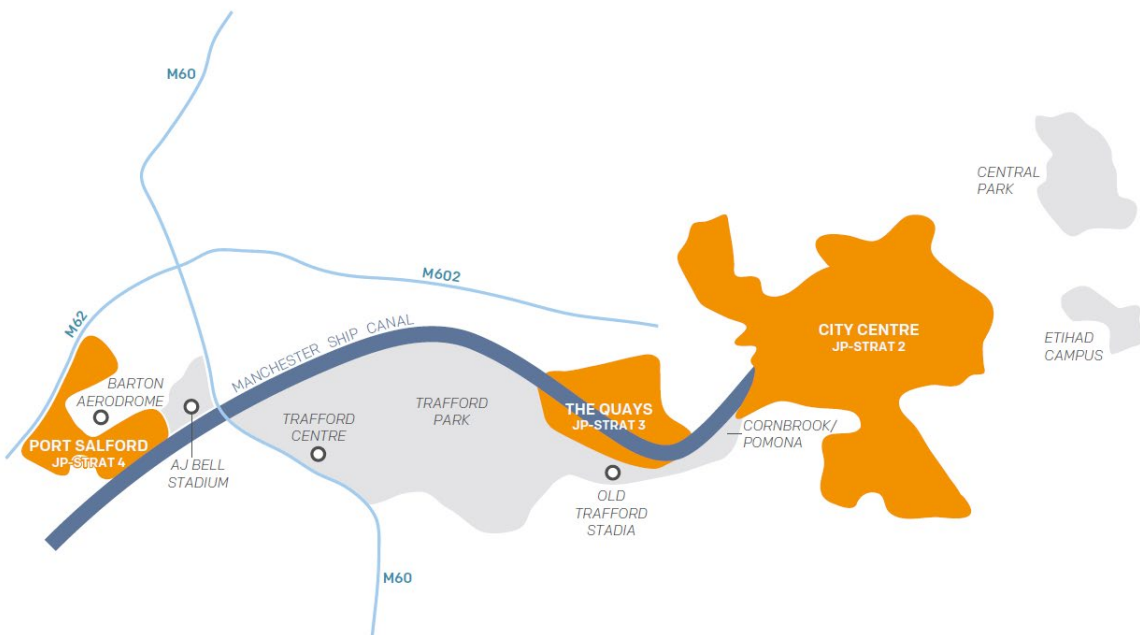 M60
CENTRAL
PARK
M602
M62
MANCHESTER SHIP CANAL
CITY CENTRE
JP-STRAT 2
ETIHAD
CAMPUS
BARTON
AERODROME
TRAFFORD
CENTRE
TRAFFORD
PARK
THE QUAYS
JP-STRAT 3
CORNBROOK/
POMONA
PORT SALFORD
JP-STRAT 4
AJ BELL
STADIUM
OLD
TRAFFORD
STADIA
M60